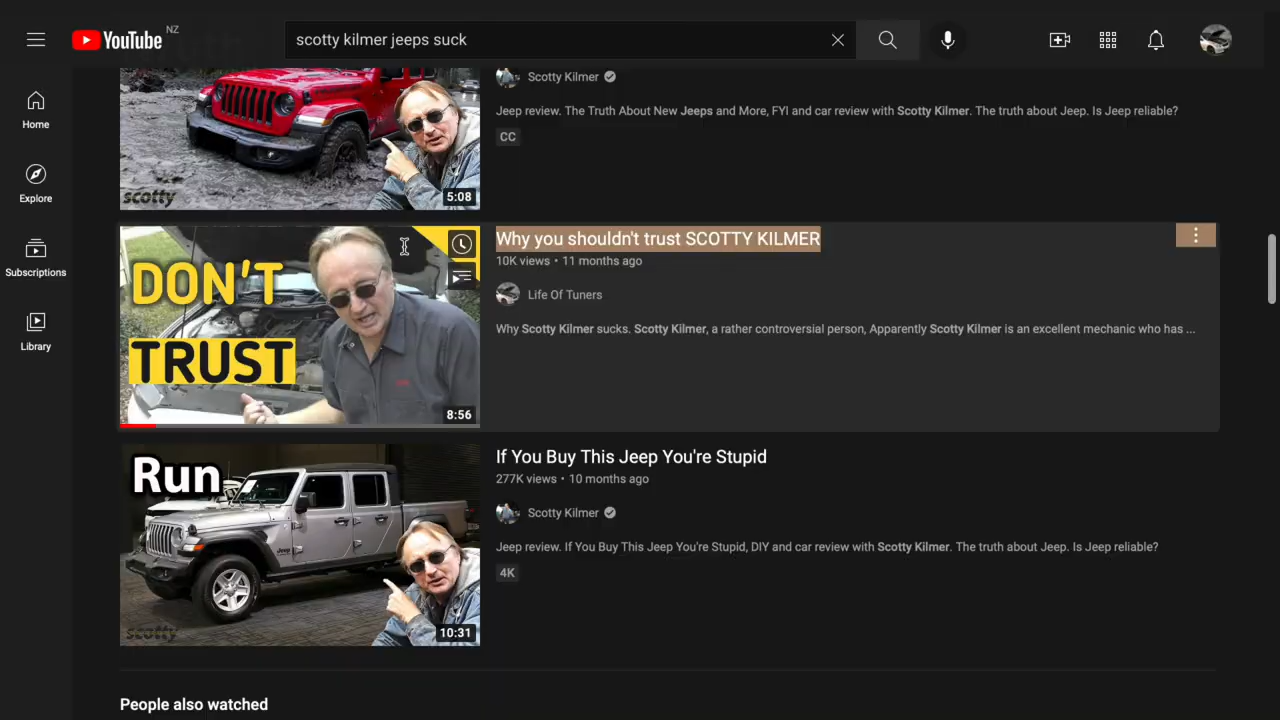 YouTube NZ
scotty kilmer jeeps suck
Home
Explore
Subscriptions
Library
scotty
5:08
Scotty Kilmer
Jeep review. The Truth About New Jeeps and More, FYI and car review with Scotty Kilmer. The truth about Jeep. Is Jeep reliable?
CC
DON'T
TRUST
8:56
Why you shouldn't trust SCOTTY KILMER
10K views • 11 months ago
Life Of Tuners
Why Scotty Kilmer sucks. Scotty Kilmer, a rather controversial person, Apparently Scotty Kilmer is an excellent mechanic who has ...
Run
scotty
10:31
If You Buy This Jeep You're Stupid
277K views • 10 months ago
Scotty Kilmer
Jeep review. If You Buy This Jeep You're Stupid, DIY and car review with Scotty Kilmer. The truth about Jeep. Is Jeep reliable?
4K
People also watched